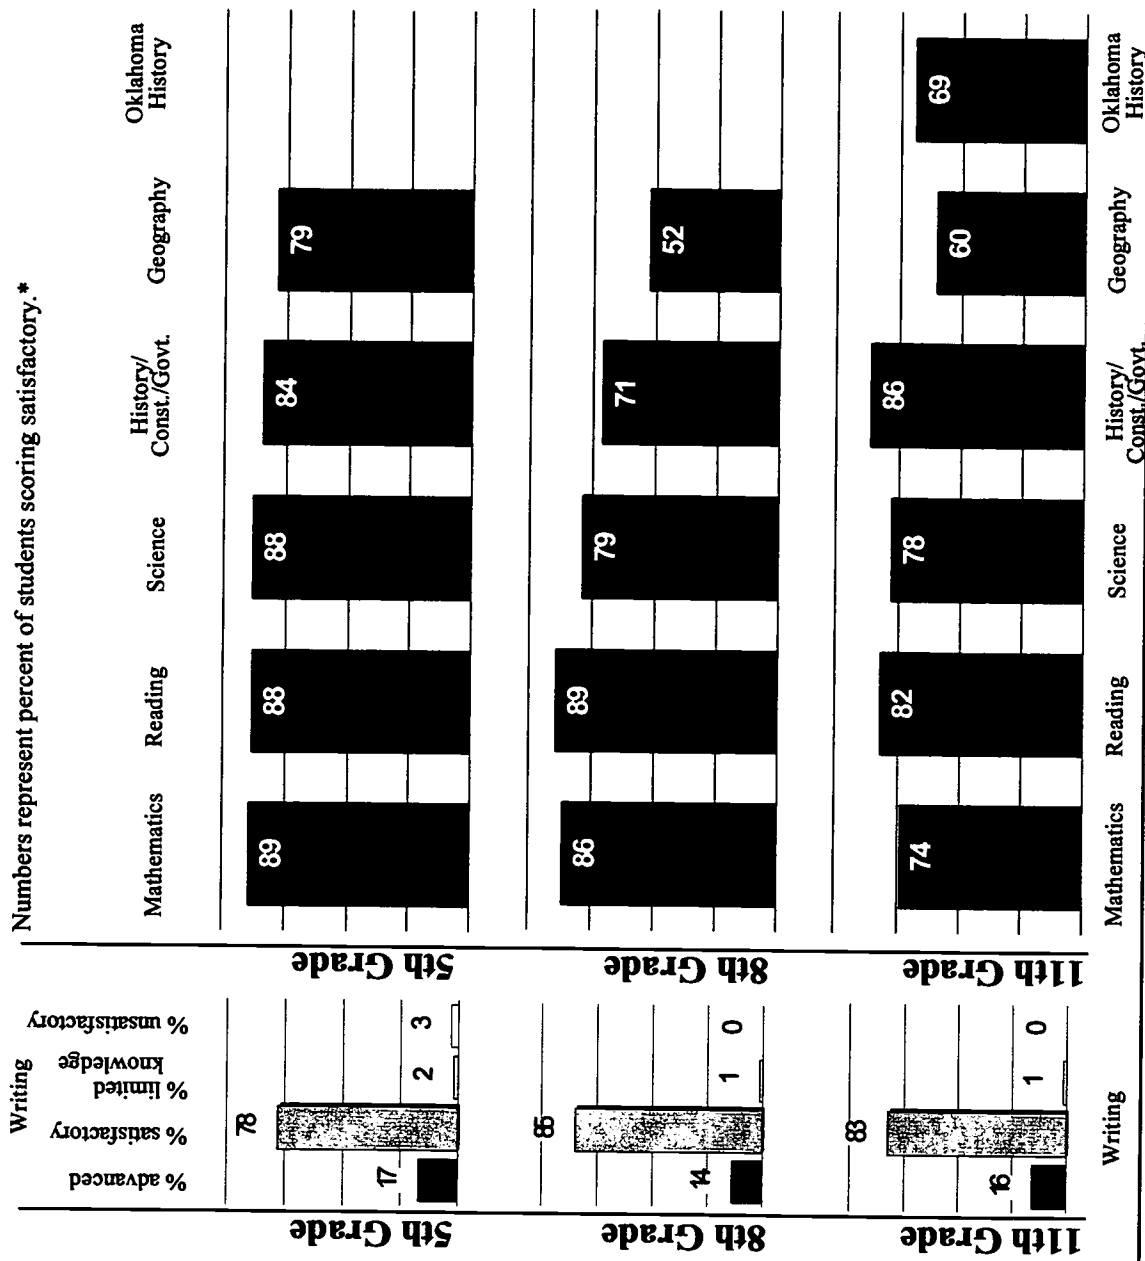 Numbers represent percent of students scoring satisfactory.*
Writing
% advanced
% satisfactory
% limited
knowledge
% unsatisfactory
Mathematics
Reading
Science
History/
Const./Govt.
Geography
Oklahoma
History
5th Grade
17
78
2
3
5th Grade
89
88
88
84
79
8th Grade
14
85
1
0
8th Grade
86
89
79
71
52
11th Grade
16
83
1
0
11th Grade
74
82
78
86
60
69
Writing
Mathematics
Reading
Science
History/
Const./Govt.
Geography
Oklahoma
History